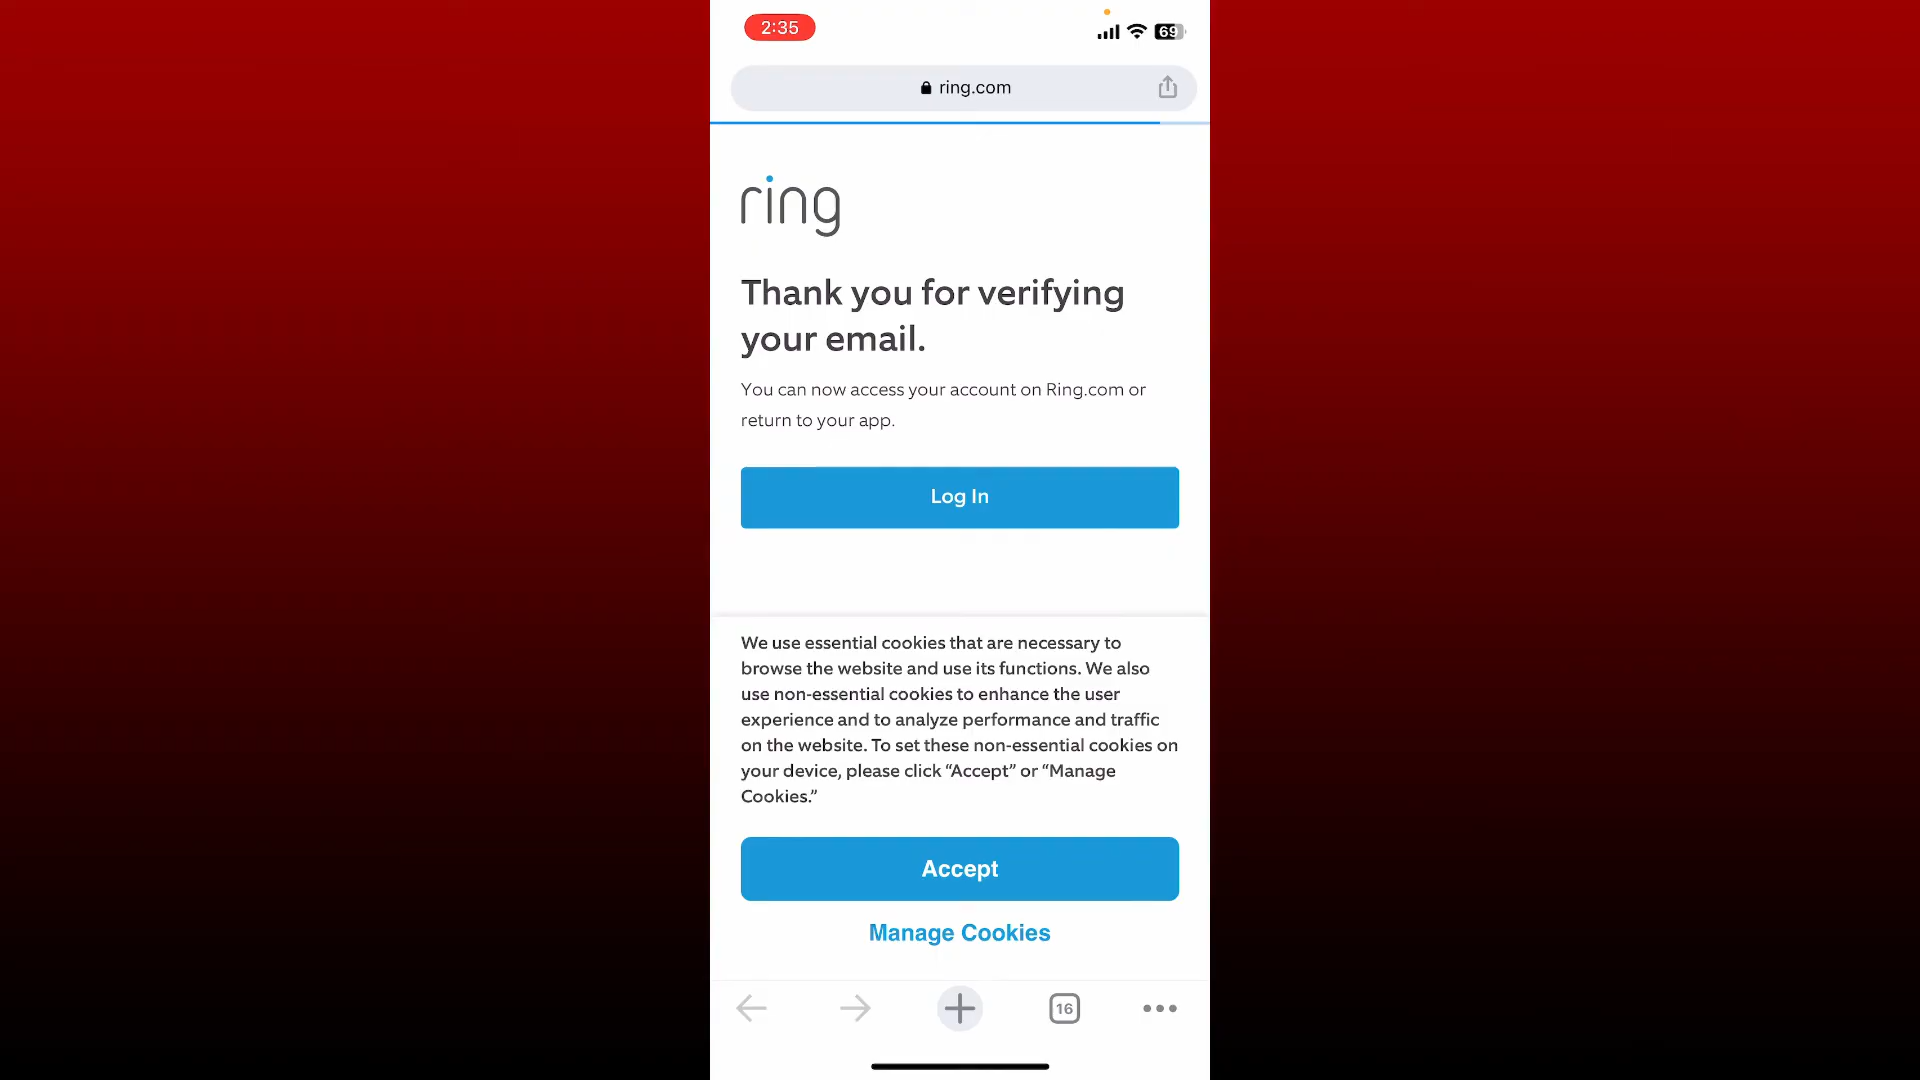 2:35
69
ring.com
ring
Thank you for verifying
your email.
You can now access your account on Ring.com or
return to your app.
Log In
We use essential cookies that are necessary to
browse the website and use its functions. We also
use non-essential cookies to enhance the user
experience and to analyze performance and traffic
on the website. To set these non-essential cookies on
your device, please click “Accept” or “Manage
Cookies.”
Accept
Manage Cookies
16